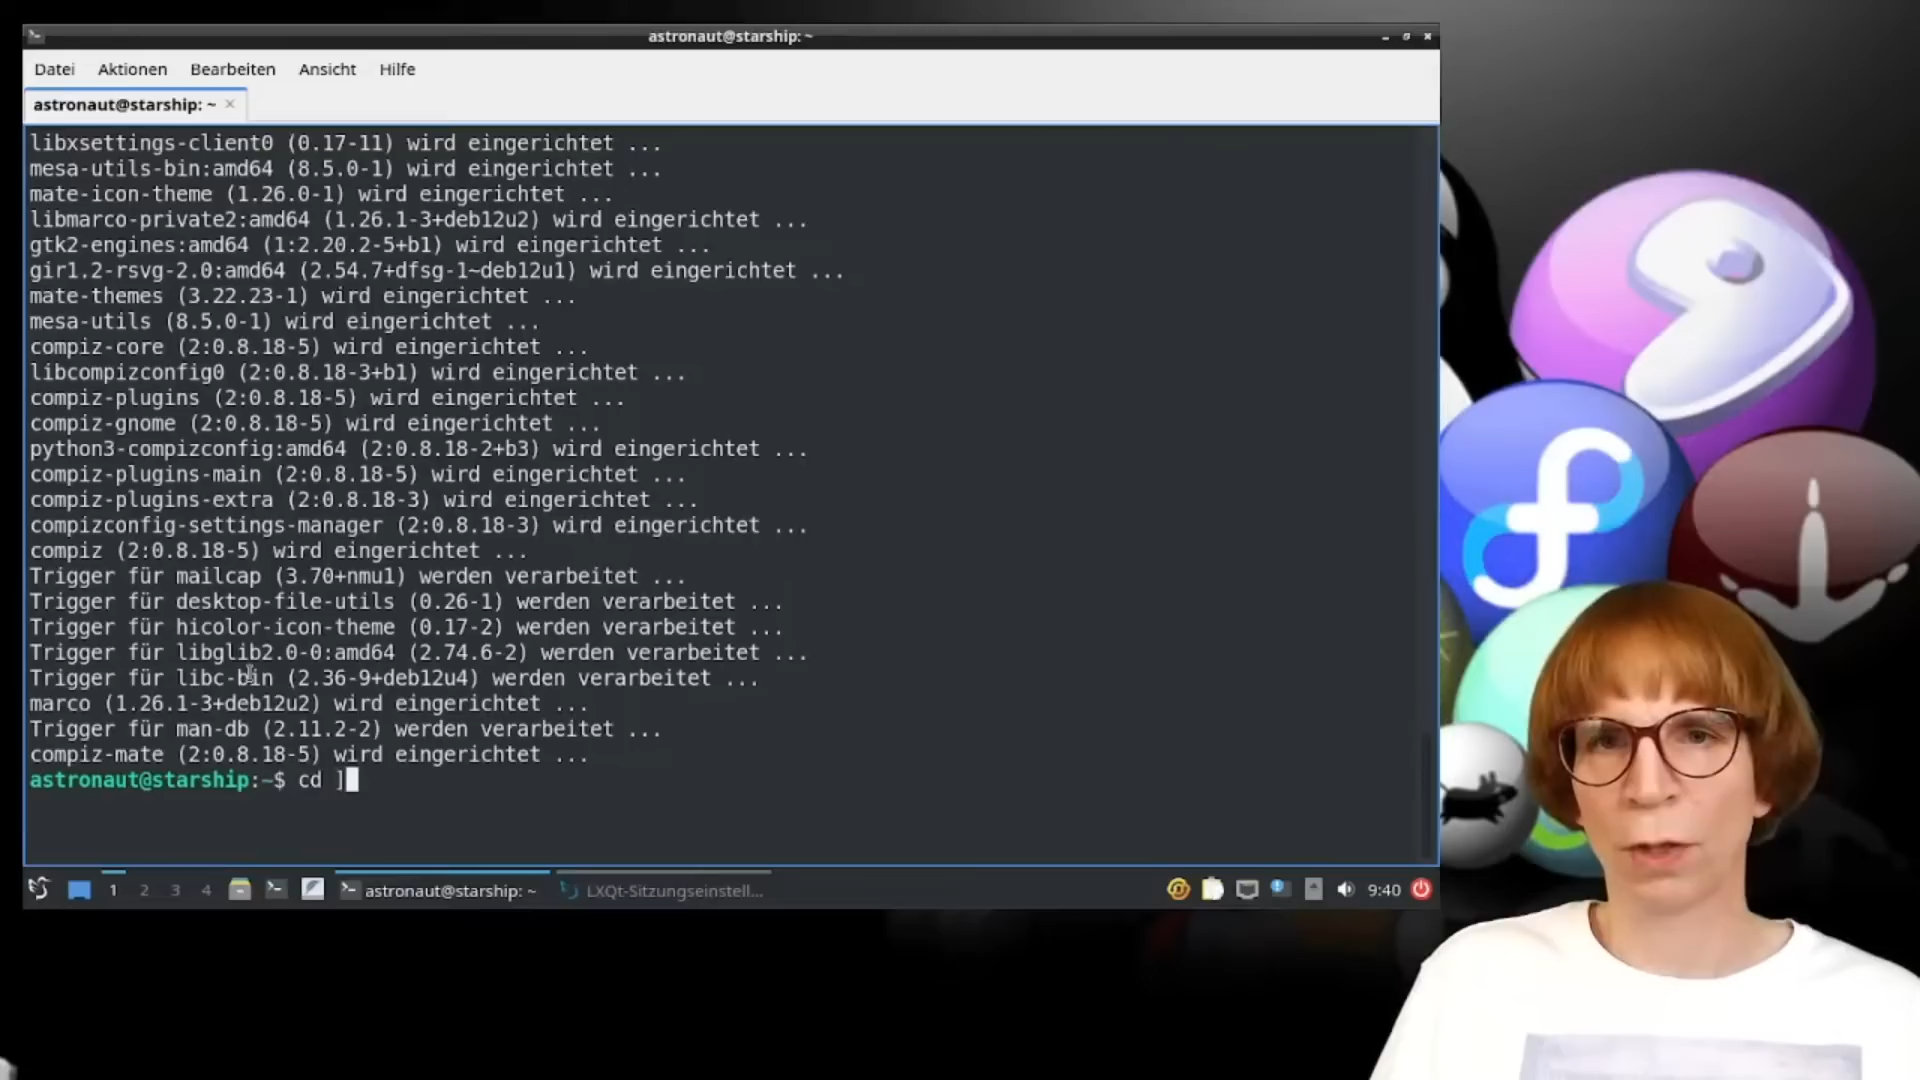 astronaut@starship: ~
Datei Aktionen Bearbeiten Ansicht Hilfe
astronaut@starship: ~
libxsettings-client0 (0.17-11) wird eingerichtet ...
mesa-utils-bin:amd64 (8.5.0-1) wird eingerichtet ...
mate-icon-theme (1.26.0-1) wird eingerichtet ...
libmarco-private2:amd64 (1.26.1-3+deb12u2) wird eingerichtet ...
gtk2-engines:amd64 (1:2.20.2-5+b1) wird eingerichtet ...
gir1.2-rsvg-2.0:amd64 (2.54.7+dfsg-1~deb12u1) wird eingerichtet ...
mate-themes (3.22.23-1) wird eingerichtet ...
mesa-utils (8.5.0-1) wird eingerichtet ...
compiz-core (2:0.8.18-5) wird eingerichtet ...
libcompizconfig0 (2:0.8.18-3+b1) wird eingerichtet ...
compiz-plugins (2:0.8.18-5) wird eingerichtet ...
compiz-gnome (2:0.8.18-5) wird eingerichtet ...
python3-compizconfig:amd64 (2:0.8.18-2+b3) wird eingerichtet ...
compiz-plugins-main (2:0.8.18-5) wird eingerichtet ...
compiz-plugins-extra (2:0.8.18-3) wird eingerichtet ...
compizconfig-settings-manager (2:0.8.18-3) wird eingerichtet ...
compiz (2:0.8.18-5) wird eingerichtet ...
Trigger für mailcap (3.70+nmu1) werden verarbeitet ...
Trigger für desktop-file-utils (0.26-1) werden verarbeitet ...
Trigger für hicolor-icon-theme (0.17-2) werden verarbeitet ...
Trigger für libglib2.0-0:amd64 (2.74.6-2) werden verarbeitet ...
Trigger für libc-bin (2.36-9+deb12u4) werden verarbeitet ...
marco (1.26.1-3+deb12u2) wird eingerichtet ...
Trigger für man-db (2.11.2-2) werden verarbeitet ...
compiz-mate (2:0.8.18-5) wird eingerichtet ...
astronaut@starship:~$ cd ]
1 2 3 4 astronaut@starship: ~ LXQt-Sitzungseinstell... 9:40